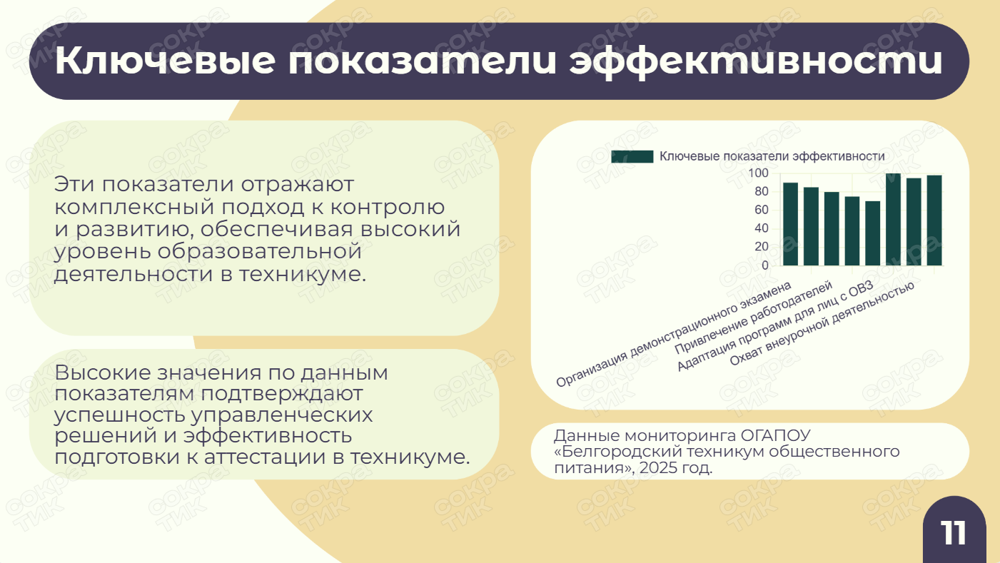 Ключевые показатели эффективности
Эти показатели отражают
комплексный подход к контролю
и развитию, обеспечивая высокий
уровень образовательной
деятельности в техникуме.
Высокие значения по данным
показателям подтверждают
успешность управленческих
решений и эффективность
подготовки к аттестации в техникуме.
Ключевые показатели эффективности
100
80
60
40
20
0
Организация демонстрационного экзамена
Привлечение работодателей
Адаптация программ для лиц с ОВЗ
Охват внеурочной деятельностью
Данные мониторинга ОГАПОУ
«Белгородский техникум общественного
питания», 2025 год.
11
сокра
тик